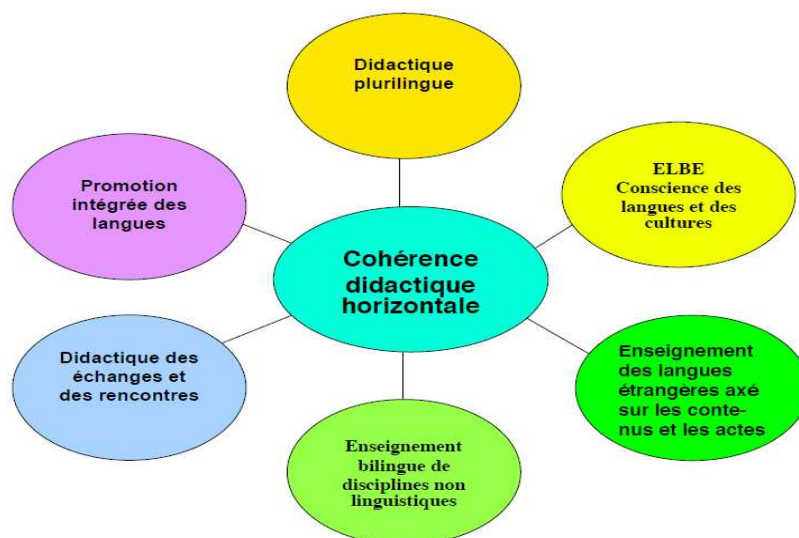 Didactique
plurilingue
Promotion
intégrée des
langues
ELBE
Conscience des
langues et des
cultures
Cohérence
didactique
horizontale
Didactique des
échanges et
des rencontres
Enseignement
des langues
étrangères axé
sur les conte-
nus et les actes
Enseignement
bilingue de
disciplines non
linguistiques